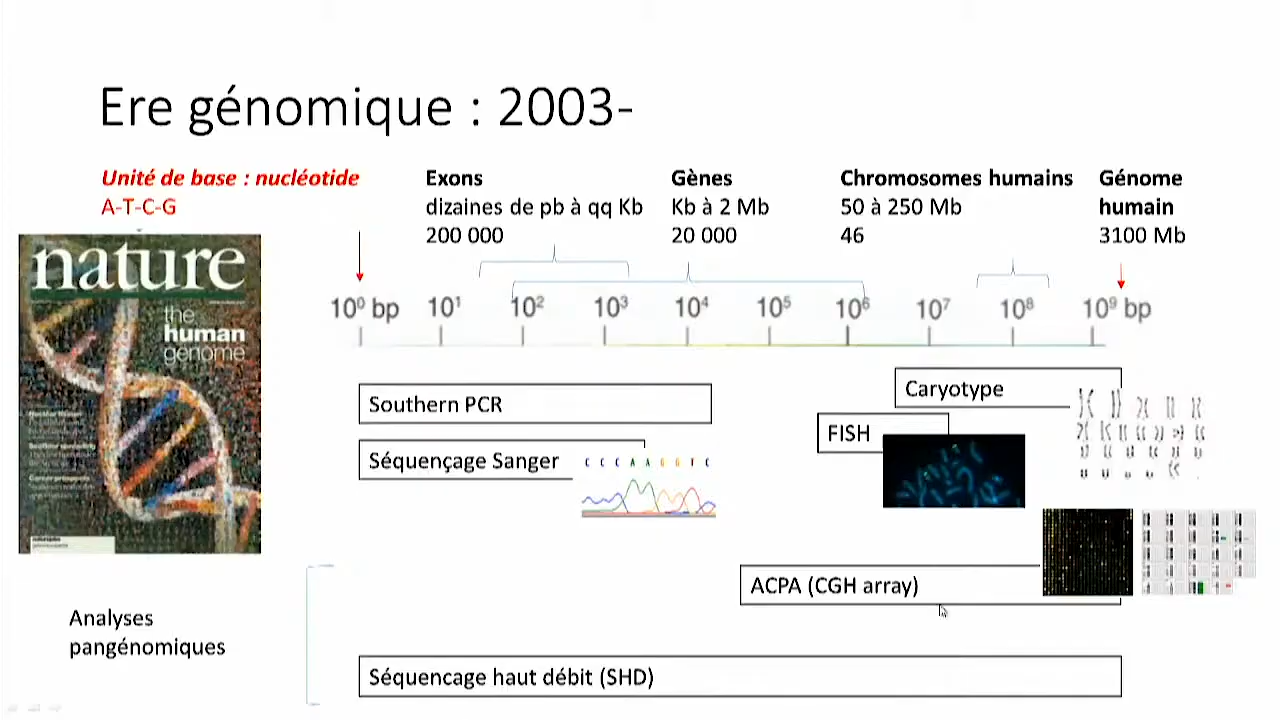 Ere génomique : 2003-
Unité de base : nucléotide
A-T-C-G
Exons
dizaines de pb à qq Kb
200 000
Gènes
Kb à 2 Mb
20 000
Chromosomes humains
50 à 250 Mb
46
Génome
humain
3100 Mb
nature
the
human
genome
10⁰ bp 10¹ 10² 10³ 10⁴ 10⁵ 10⁶ 10⁷ 10⁸ 10⁹ bp
Southern PCR
Caryotype
FISH
Séquençage Sanger
C C C A A G G T C
ACPA (CGH array)
Analyses
pangénomiques
Séquencage haut débit (SHD)